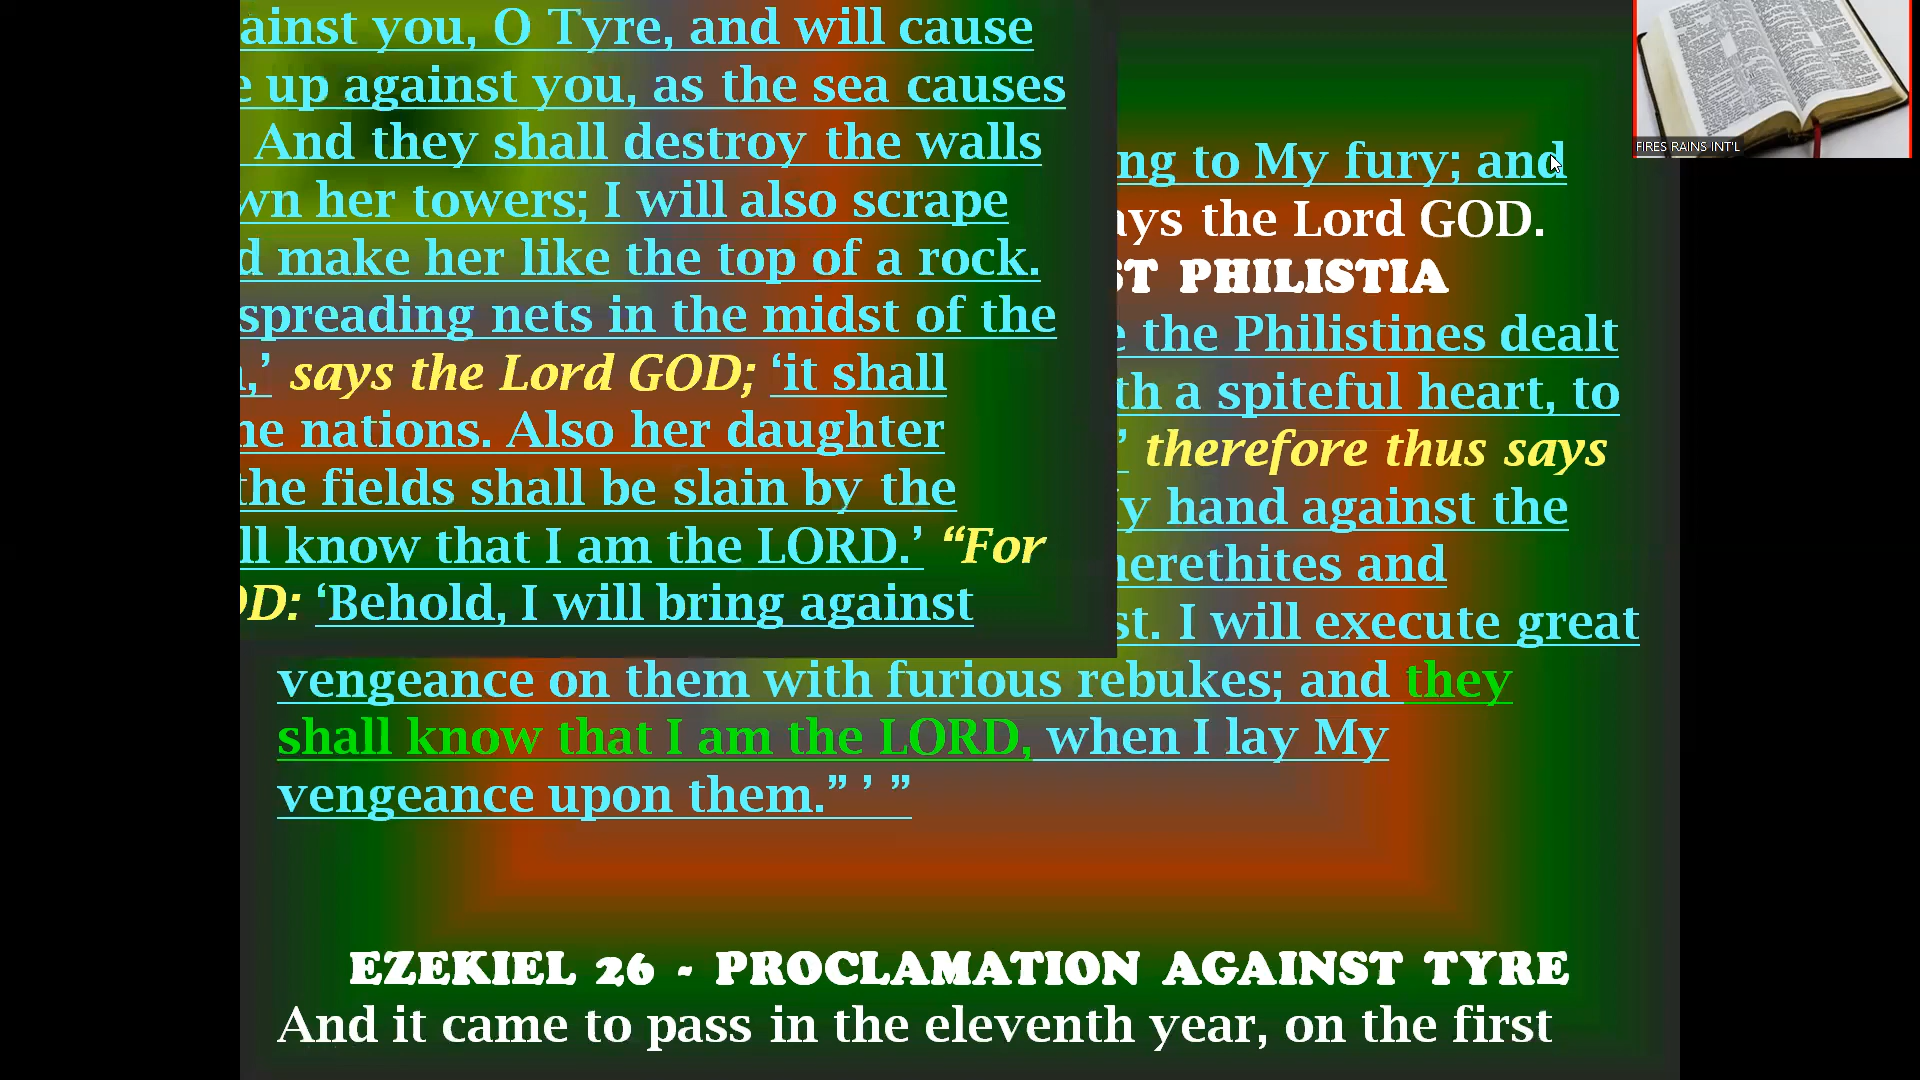 ainst you, O Tyre, and will cause
e up against you, as the sea causes
And they shall destroy the walls
wn her towers; I will also scrape
d make her like the top of a rock.
spreading nets in the midst of the
,’ says the Lord GOD; ‘it shall
he nations. Also her daughter
the fields shall be slain by the
ll know that I am the LORD.’ “For
OD: ‘Behold, I will bring against
ng to My fury; and
ays the Lord GOD.
ST PHILISTIA
e the Philistines dealt
th a spiteful heart, to
’ therefore thus says
y hand against the
herethites and
st. I will execute great
vengeance on them with furious rebukes; and they
shall know that I am the LORD, when I lay My
vengeance upon them.” ’ ”
EZEKIEL 26 - PROCLAMATION AGAINST TYRE
And it came to pass in the eleventh year, on the first
FIRES RAINS INT'L